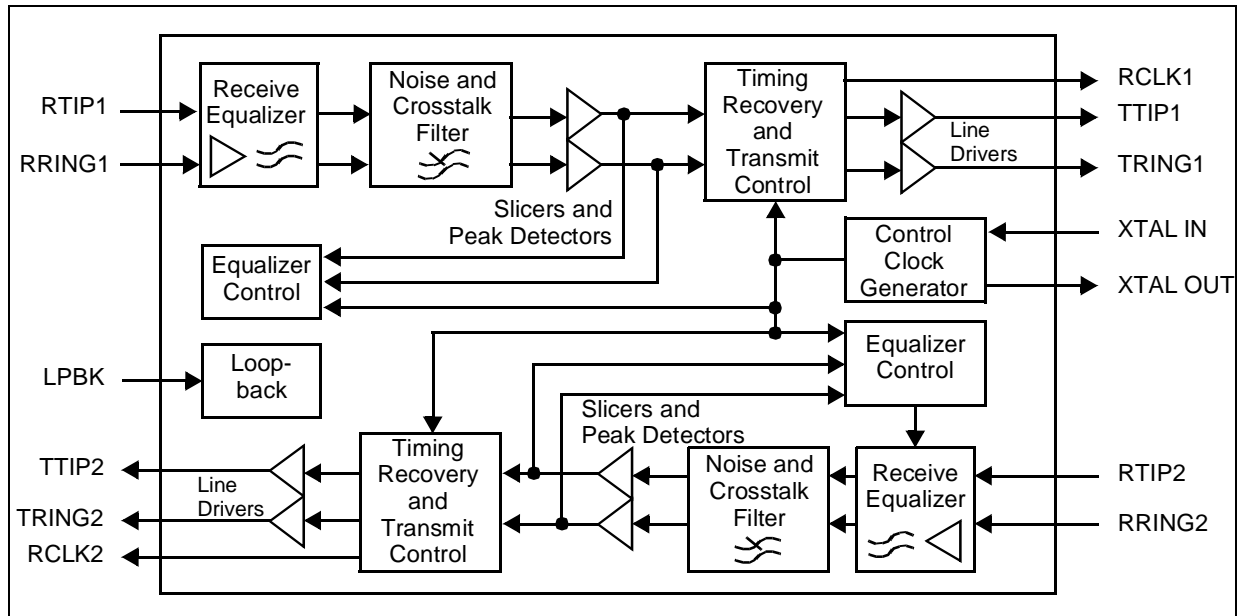 RTIP1
RRING1
Receive
Equalizer
Noise and
Crosstalk
Filter
Slicers and
Peak Detectors
Timing
Recovery
and
Transmit
Control
Line
Drivers
RCLK1
TTIP1
TRING1
Equalizer
Control
Control
Clock
Generator
XTAL IN
XTAL OUT
LPBK
Loop-
back
Equalizer
Control
TTIP2
TRING2
RCLK2
Line
Drivers
Timing
Recovery
and
Transmit
Control
Slicers and
Peak Detectors
Noise and
Crosstalk
Filter
Receive
Equalizer
RTIP2
RRING2